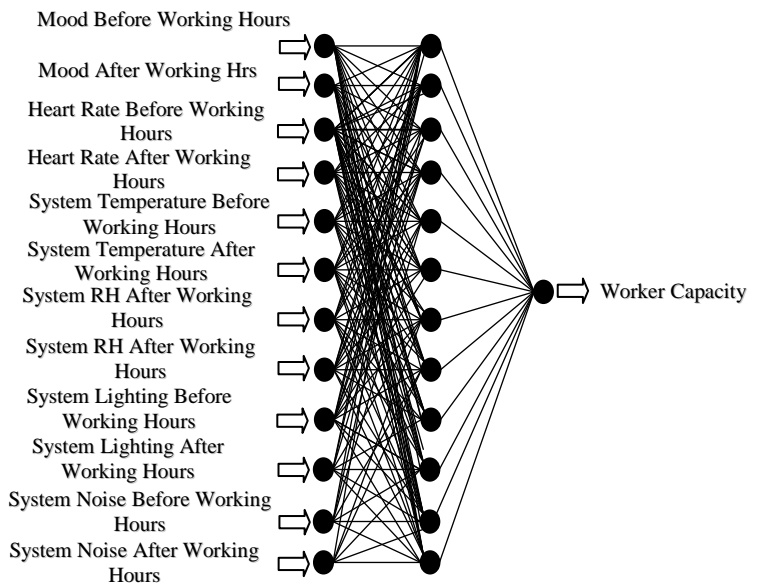 Mood Before Working Hours
Mood After Working Hrs
Heart Rate Before Working
Hours
Heart Rate After Working
Hours
System Temperature Before
Working Hours
System Temperature After
Working Hours
System RH After Working
Hours
System RH After Working
Hours
System Lighting Before
Working Hours
System Lighting After
Working Hours
System Noise Before Working
Hours
System Noise After Working
Hours
Worker Capacity